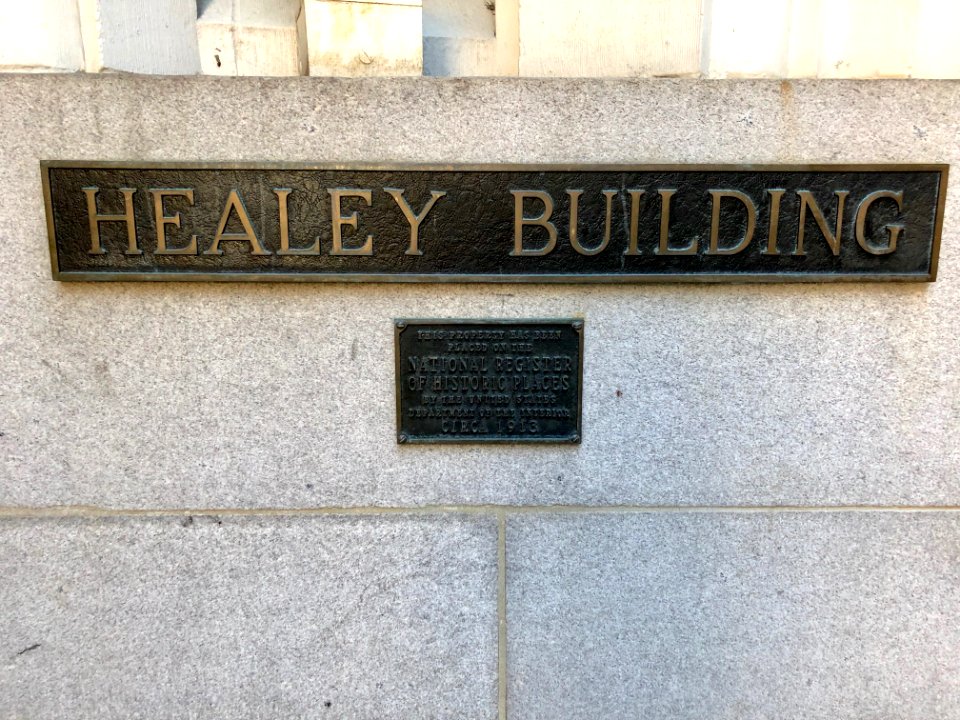 HEALEY BUILDING
THIS PROPERTY HAS BEEN
PLACED ON THE
NATIONAL REGISTER
OF HISTORIC PLACES
BY THE UNITED STATES
DEPARTMENT OF THE INTERIOR
CIRCA 1913